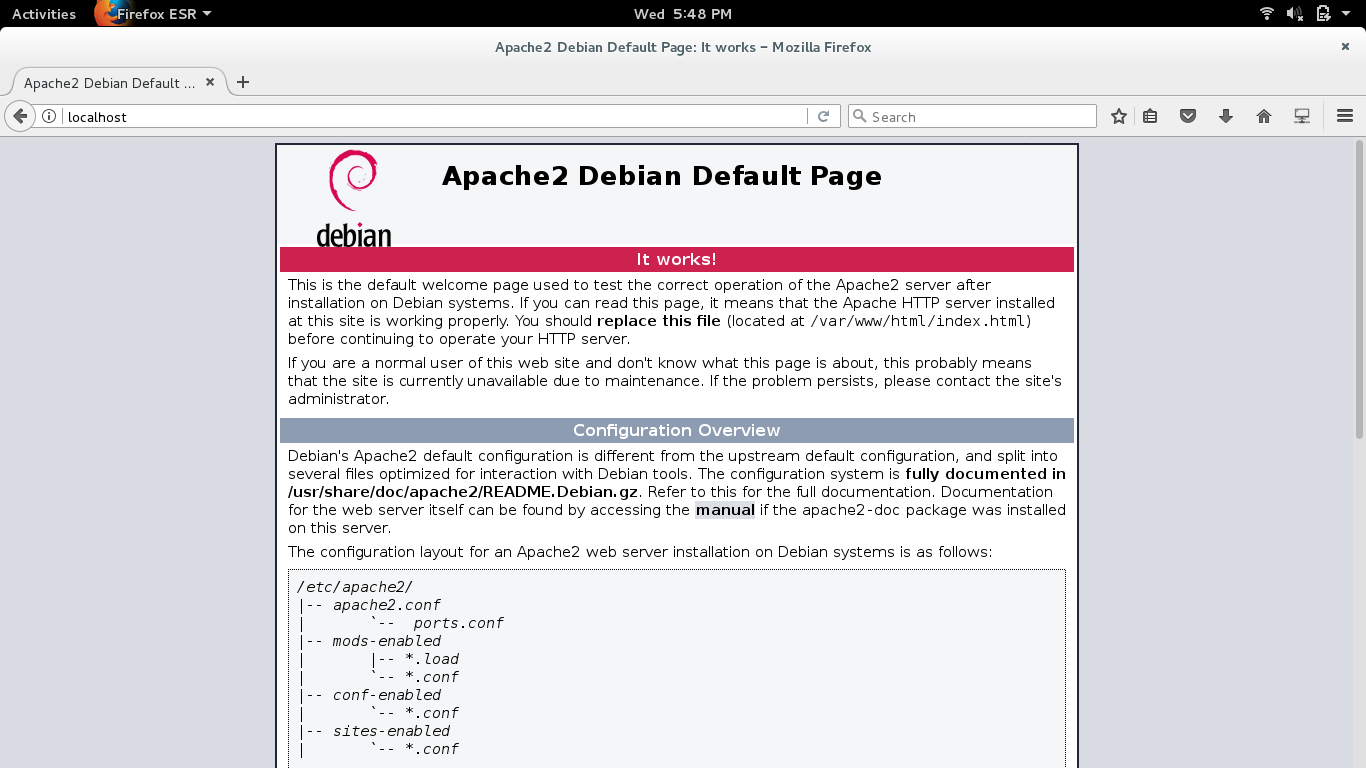 Activities Firefox ESR Wed 5:48 PM
Apache2 Debian Default Page: It works – Mozilla Firefox
Apache2 Debian Default ...
localhost Search
debian
Apache2 Debian Default Page
It works!
This is the default welcome page used to test the correct operation of the Apache2 server after
installation on Debian systems. If you can read this page, it means that the Apache HTTP server installed
at this site is working properly. You should replace this file (located at /var/www/html/index.html)
before continuing to operate your HTTP server.
If you are a normal user of this web site and don't know what this page is about, this probably means
that the site is currently unavailable due to maintenance. If the problem persists, please contact the site's
administrator.
Configuration Overview
Debian's Apache2 default configuration is different from the upstream default configuration, and split into
several files optimized for interaction with Debian tools. The configuration system is fully documented in
/usr/share/doc/apache2/README.Debian.gz. Refer to this for the full documentation. Documentation
for the web server itself can be found by accessing the manual if the apache2-doc package was installed
on this server.
The configuration layout for an Apache2 web server installation on Debian systems is as follows:
/etc/apache2/
|-- apache2.conf
|       `--  ports.conf
|-- mods-enabled
|       |-- *.load
|       `-- *.conf
|-- conf-enabled
|       `-- *.conf
|-- sites-enabled
|       `-- *.conf